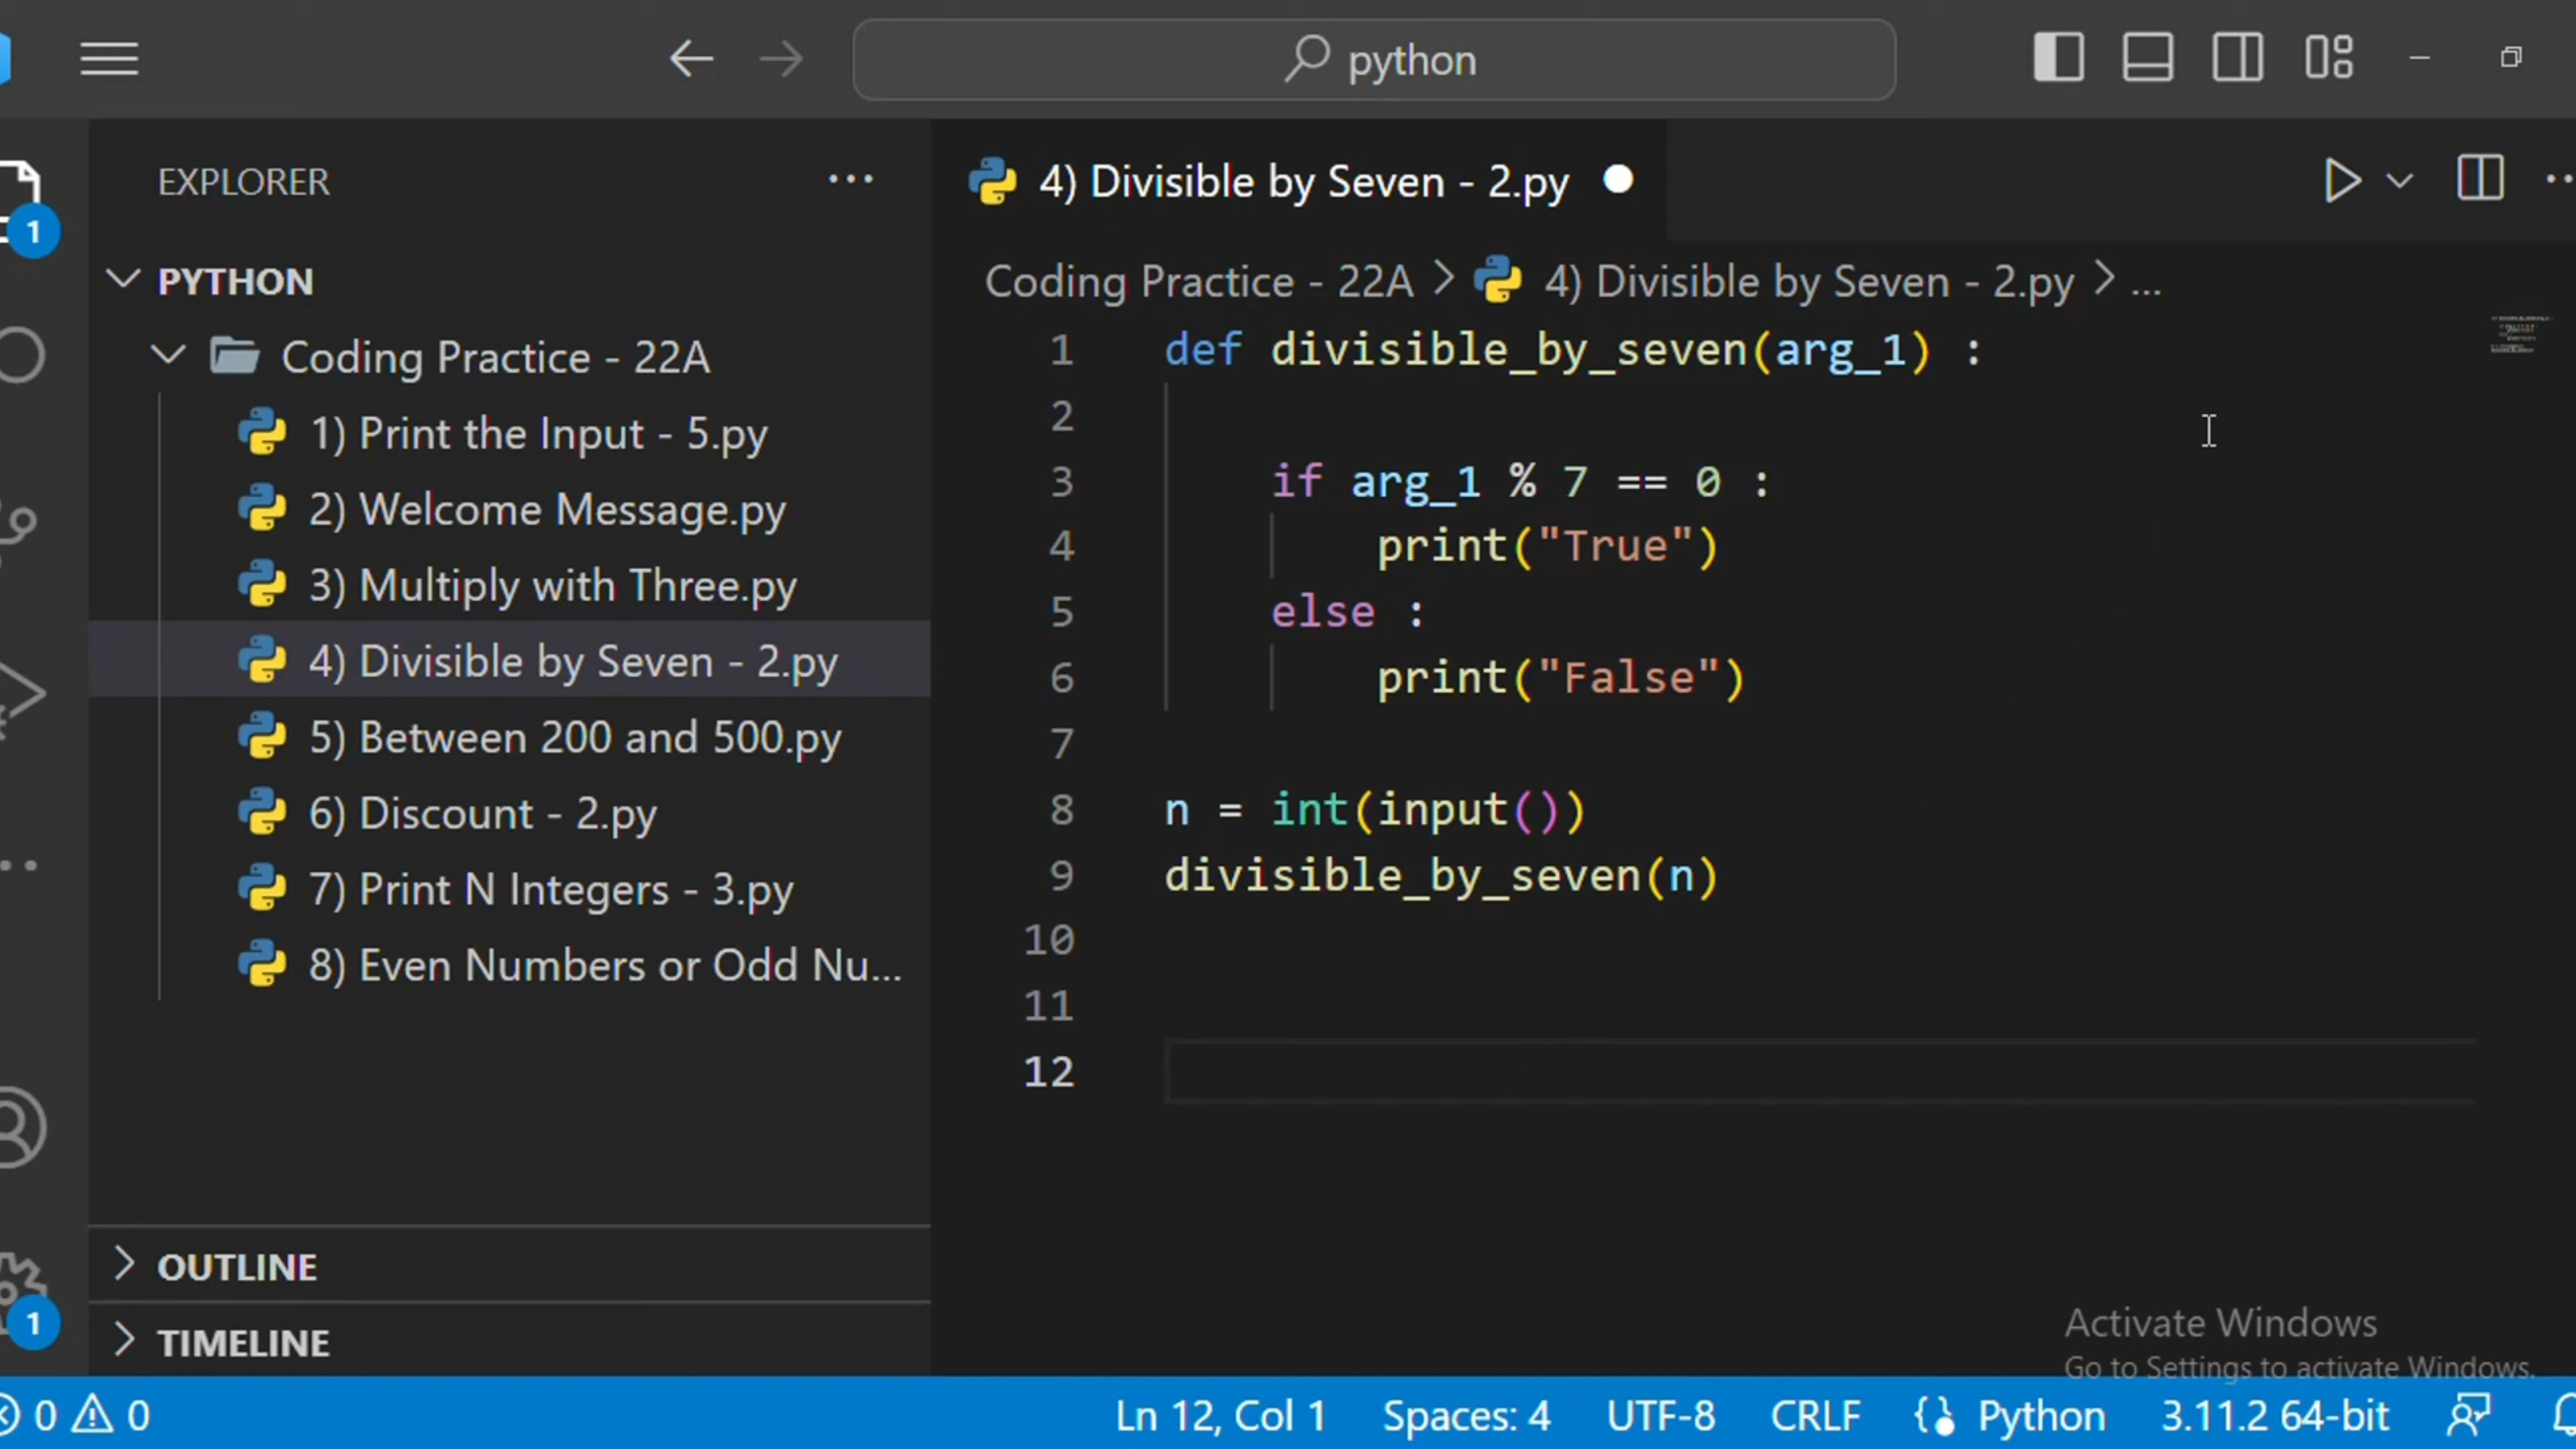 python
EXPLORER
PYTHON
Coding Practice - 22A
1) Print the Input - 5.py
2) Welcome Message.py
3) Multiply with Three.py
4) Divisible by Seven - 2.py
5) Between 200 and 500.py
6) Discount - 2.py
7) Print N Integers - 3.py
8) Even Numbers or Odd Nu...
OUTLINE
TIMELINE
1
1
4) Divisible by Seven - 2.py
Coding Practice - 22A > 4) Divisible by Seven - 2.py > ...
1 def divisible_by_seven(arg_1) :
2
3 if arg_1 % 7 == 0 :
4 print("True")
5 else :
6 print("False")
7
8 n = int(input())
9 divisible_by_seven(n)
10
11
12
Activate Windows
Go to Settings to activate Windows.
0 0 Ln 12, Col 1 Spaces: 4 UTF-8 CRLF Python 3.11.2 64-bit